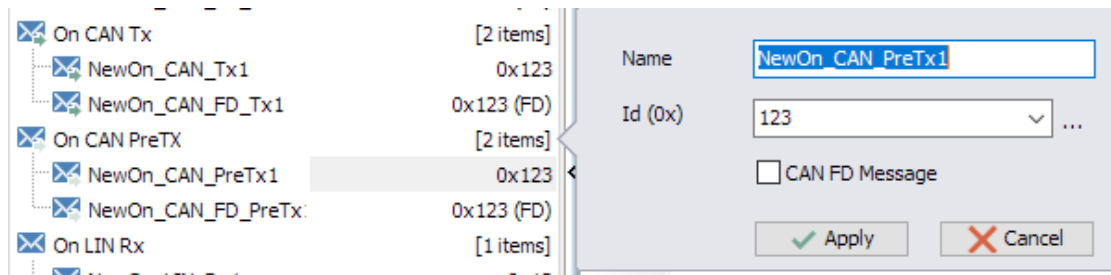 On CAN Tx [2 items]
NewOn_CAN_Tx1 0x123
NewOn_CAN_FD_Tx1 0x123 (FD)
On CAN PreTX [2 items]
NewOn_CAN_PreTx1 0x123
NewOn_CAN_FD_PreTx 0x123 (FD)
On LIN Rx [1 items]
Name NewOn_CAN_PreTx1
Id (0x) 123 ...
CAN FD Message
Apply Cancel